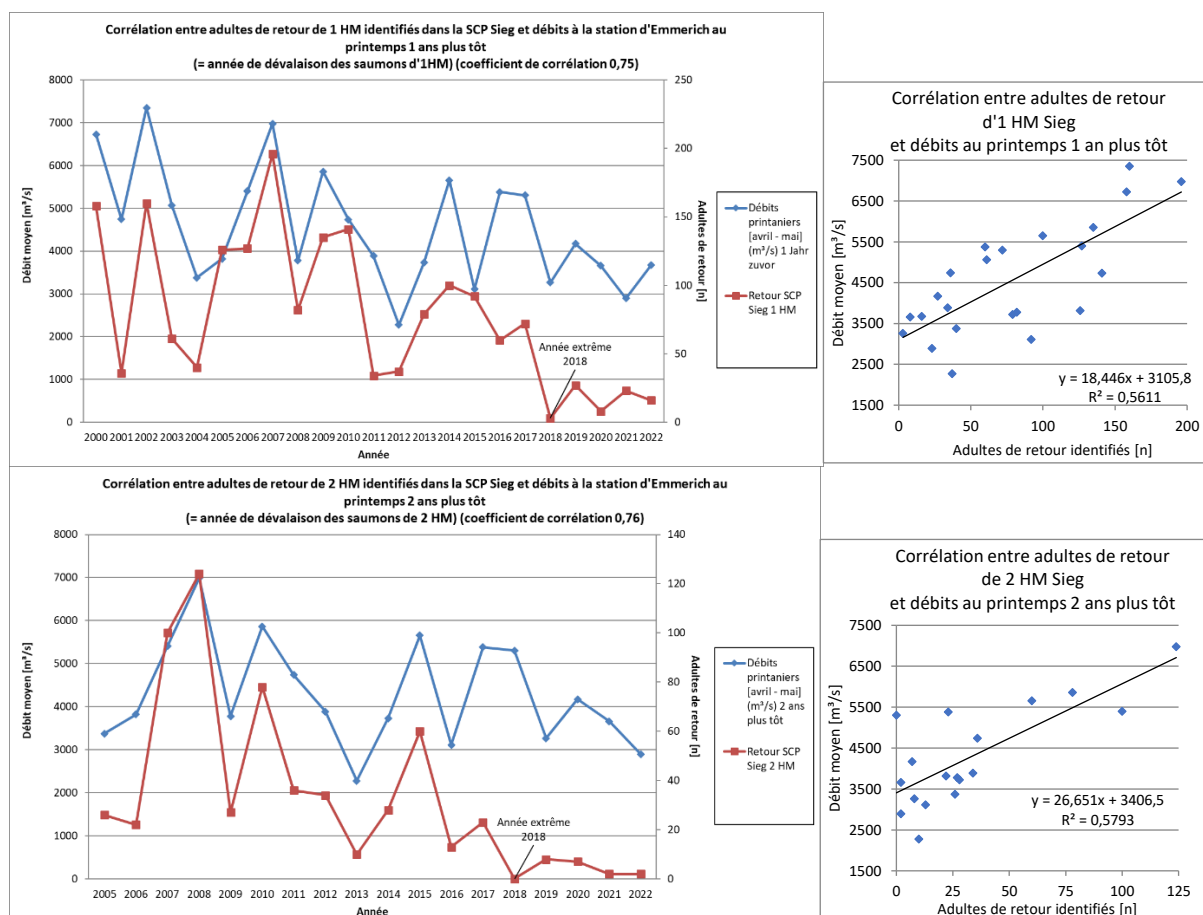 Corrélation entre adultes de retour de 1 HM identifiés dans la SCP Sieg et débits à la station d'Emmerich au
printemps 1 ans plus tôt
(= année de dévalaison des saumons d'1HM) (coefficient de corrélation 0,75)
8000
7000
6000
5000
4000
3000
2000
1000
0
Débit moyen [m³/s]
250
200
150
100
50
0
Adultes de retour [n]
Année extrême
2018
2000 2001 2002 2003 2004 2005 2006 2007 2008 2009 2010 2011 2012 2013 2014 2015 2016 2017 2018 2019 2020 2021 2022
Année
Débits
printaniers
[avril - mai]
(m³/s) 1 Jahr
zuvor
Retour SCP
Sieg 1 HM
Corrélation entre adultes de retour
d'1 HM Sieg
et débits au printemps 1 an plus tôt
7500
6500
5500
4500
3500
2500
1500
Débit moyen [m³/s]
y = 18,446x + 3105,8
R² = 0,5611
0 50 100 150 200
Adultes de retour identifiés [n]
Corrélation entre adultes de retour de 2 HM identifiés dans la SCP Sieg et débits à la station d'Emmerich au
printemps 2 ans plus tôt
(= année de dévalaison des saumons de 2 HM) (coefficient de corrélation 0,76)
8000
7000
6000
5000
4000
3000
2000
1000
0
Débit moyen [m³/s]
140
120
100
80
60
40
20
0
Adultes de retour [n]
Année extrême
2018
2005 2006 2007 2008 2009 2010 2011 2012 2013 2014 2015 2016 2017 2018 2019 2020 2021 2022
Année
Débits
printaniers
[avril - mai]
(m³/s) 2 ans
plus tôt
Retour SCP
Sieg 2 HM
Corrélation entre adultes de retour
de 2 HM Sieg
et débits au printemps 2 ans plus tôt
7500
6500
5500
4500
3500
2500
1500
Débit moyen [m³/s]
y = 26,651x + 3406,5
R² = 0,5793
0 25 50 75 100 125
Adultes de retour identifiés [n]